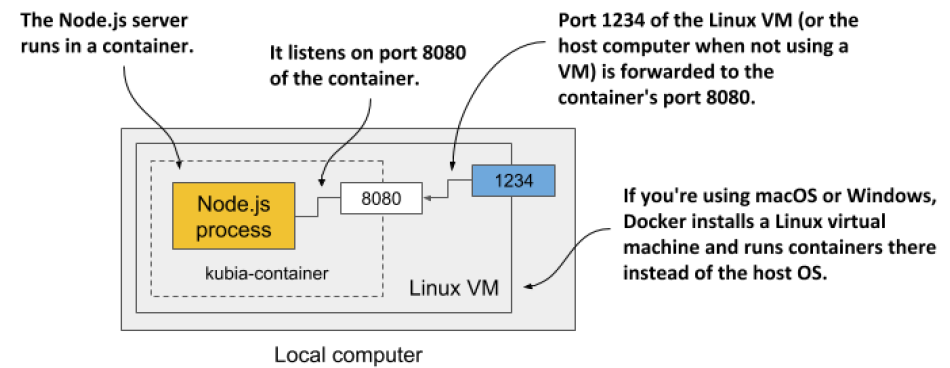 The Node.js server
runs in a container.
It listens on port 8080
of the container.
Port 1234 of the Linux VM (or the
host computer when not using a
VM) is forwarded to the
container's port 8080.
1234
8080
Node.js
process
kubia-container
Linux VM
If you're using macOS or Windows,
Docker installs a Linux virtual
machine and runs containers there
instead of the host OS.
Local computer